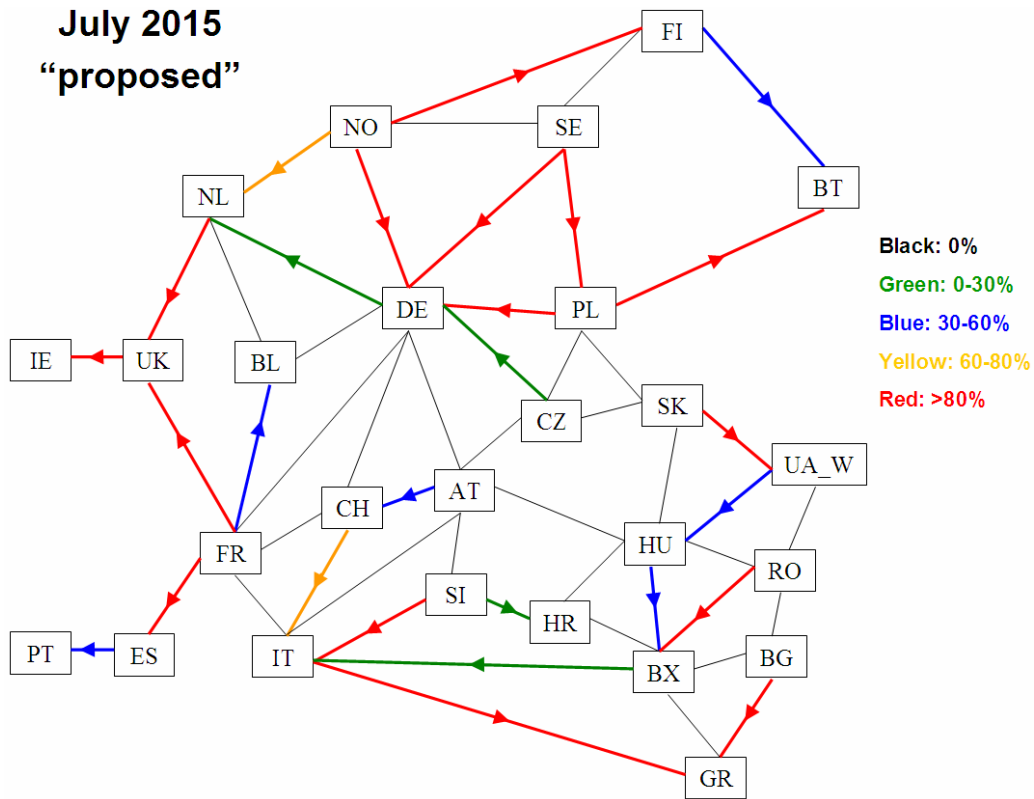 July 2015
“proposed”
FI
NO
SE
BT
NL
Black: 0%
Green: 0-30%
DE
PL
Blue: 30-60%
IE
UK
BL
Yellow: 60-80%
Red: >80%
SK
CZ
UA_W
AT
CH
HU
FR
RO
SI
HR
PT
ES
IT
BX
BG
GR